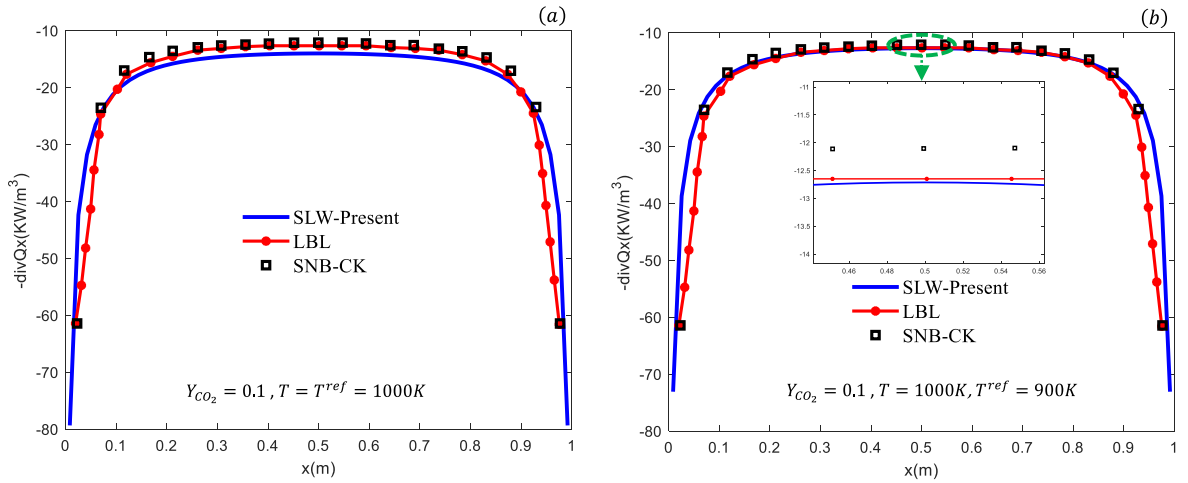 (a)
-10
-20
-30
-40
-50
-60
-70
-80
-divQx(KW/m³)
SLW-Present
LBL
SNB-CK
Y_{CO₂} = 0.1 , T = T^{ref} = 1000K
0 0.1 0.2 0.3 0.4 0.5 0.6 0.7 0.8 0.9 1
x(m)
(b)
-10
-20
-30
-40
-50
-60
-70
-80
-divQx(KW/m³)
-11
-11.5
-12
-12.5
-13
-13.5
-14
0.46 0.48 0.5 0.52 0.54 0.56
SLW-Present
LBL
SNB-CK
Y_{CO₂} = 0.1 , T = 1000K, T^{ref} = 900K
0 0.1 0.2 0.3 0.4 0.5 0.6 0.7 0.8 0.9 1
x(m)